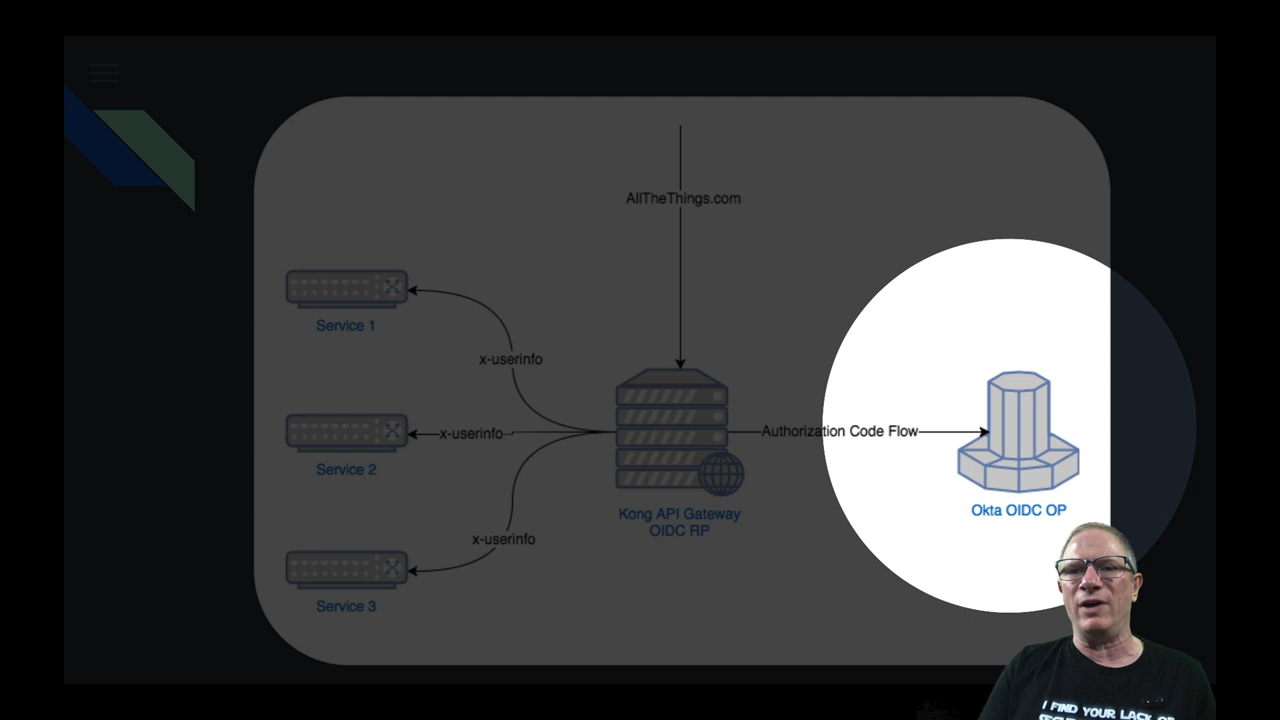 AllTheThings.com
Service 1
x-userinfo
x-userinfo
Authorization Code Flow
Service 2
Kong API Gateway
OIDC RP
Okta OIDC OP
x-userinfo
Service 3
I FIND YOUR LACK OF